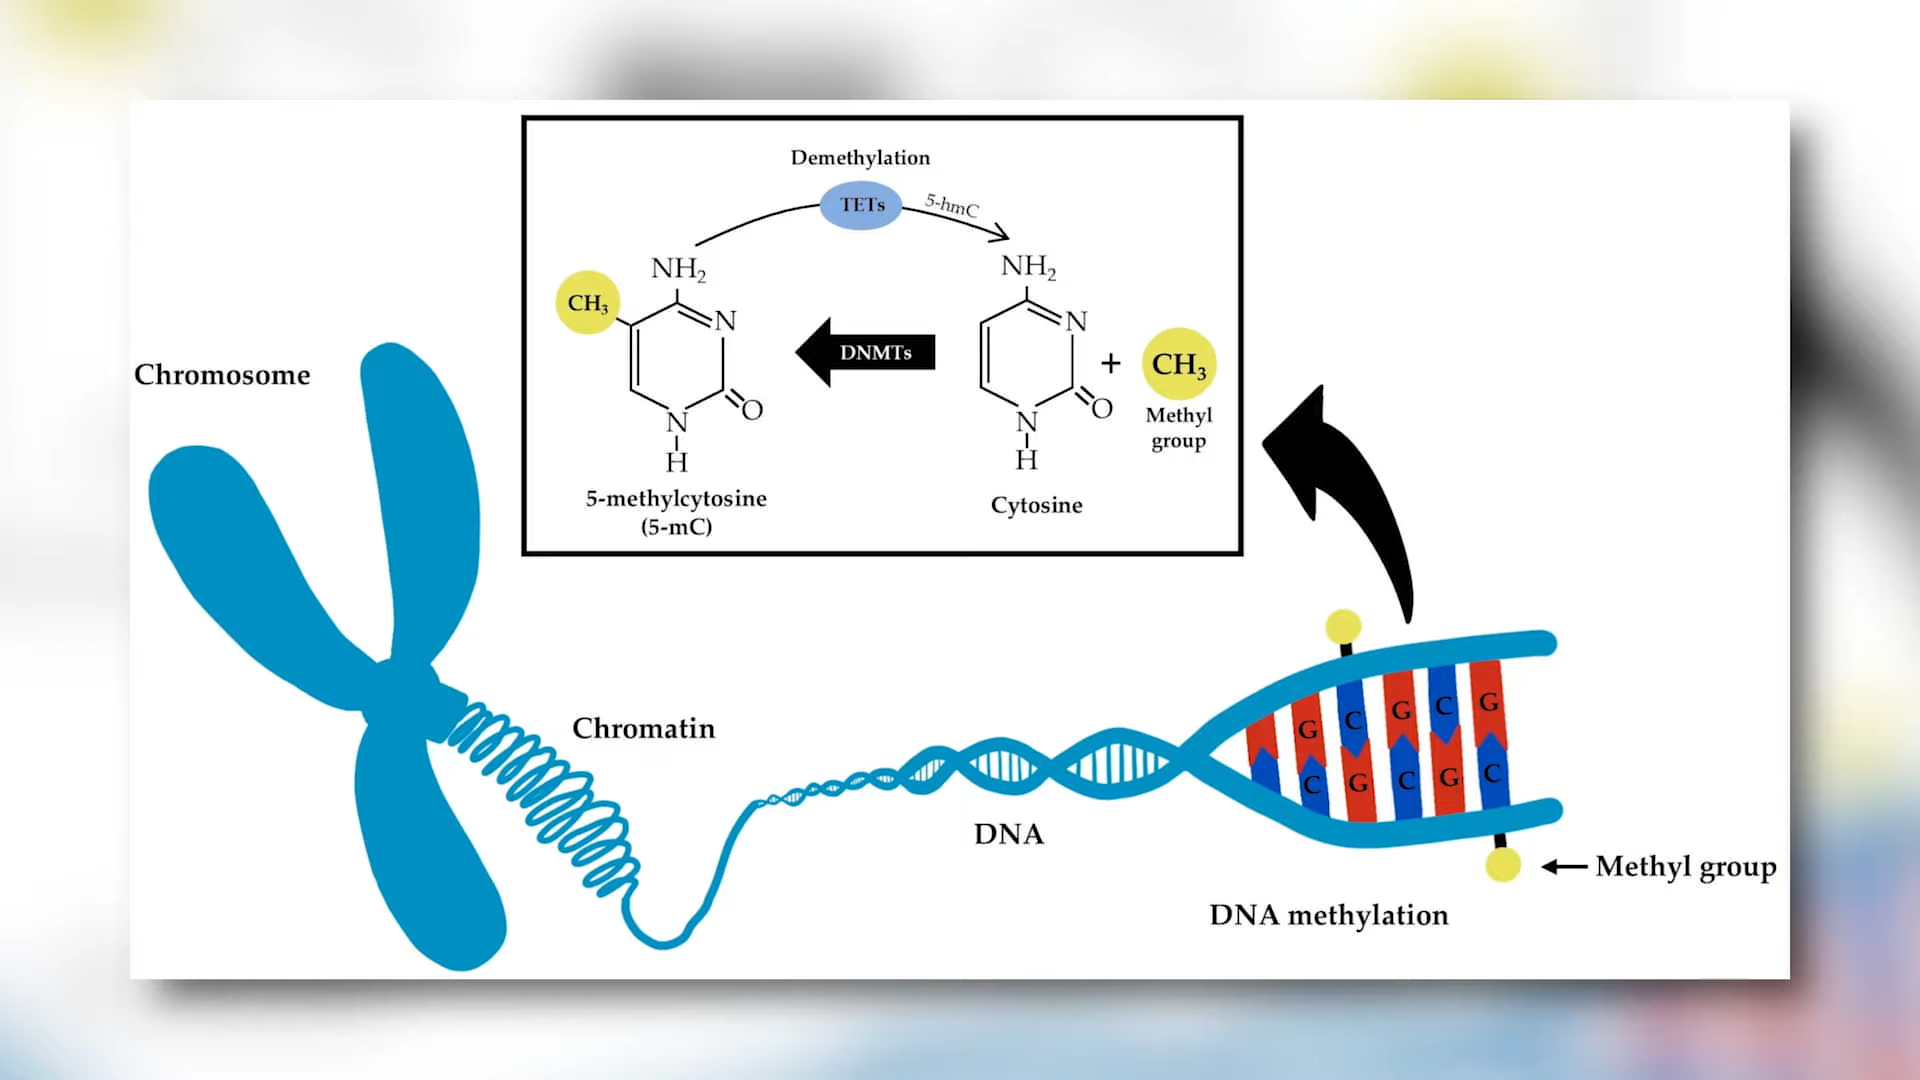 Demethylation
TETs
5-hmC
NH₂
NH₂
CH₃
N
N
DNMTs
+
CH₃
Chromosome
O
O
Methyl
group
N
N
H
H
5-methylcytosine
(5-mC)
Cytosine
G
C
G
C
G
Chromatin
C
G
C
G
C
DNA
Methyl group
DNA methylation